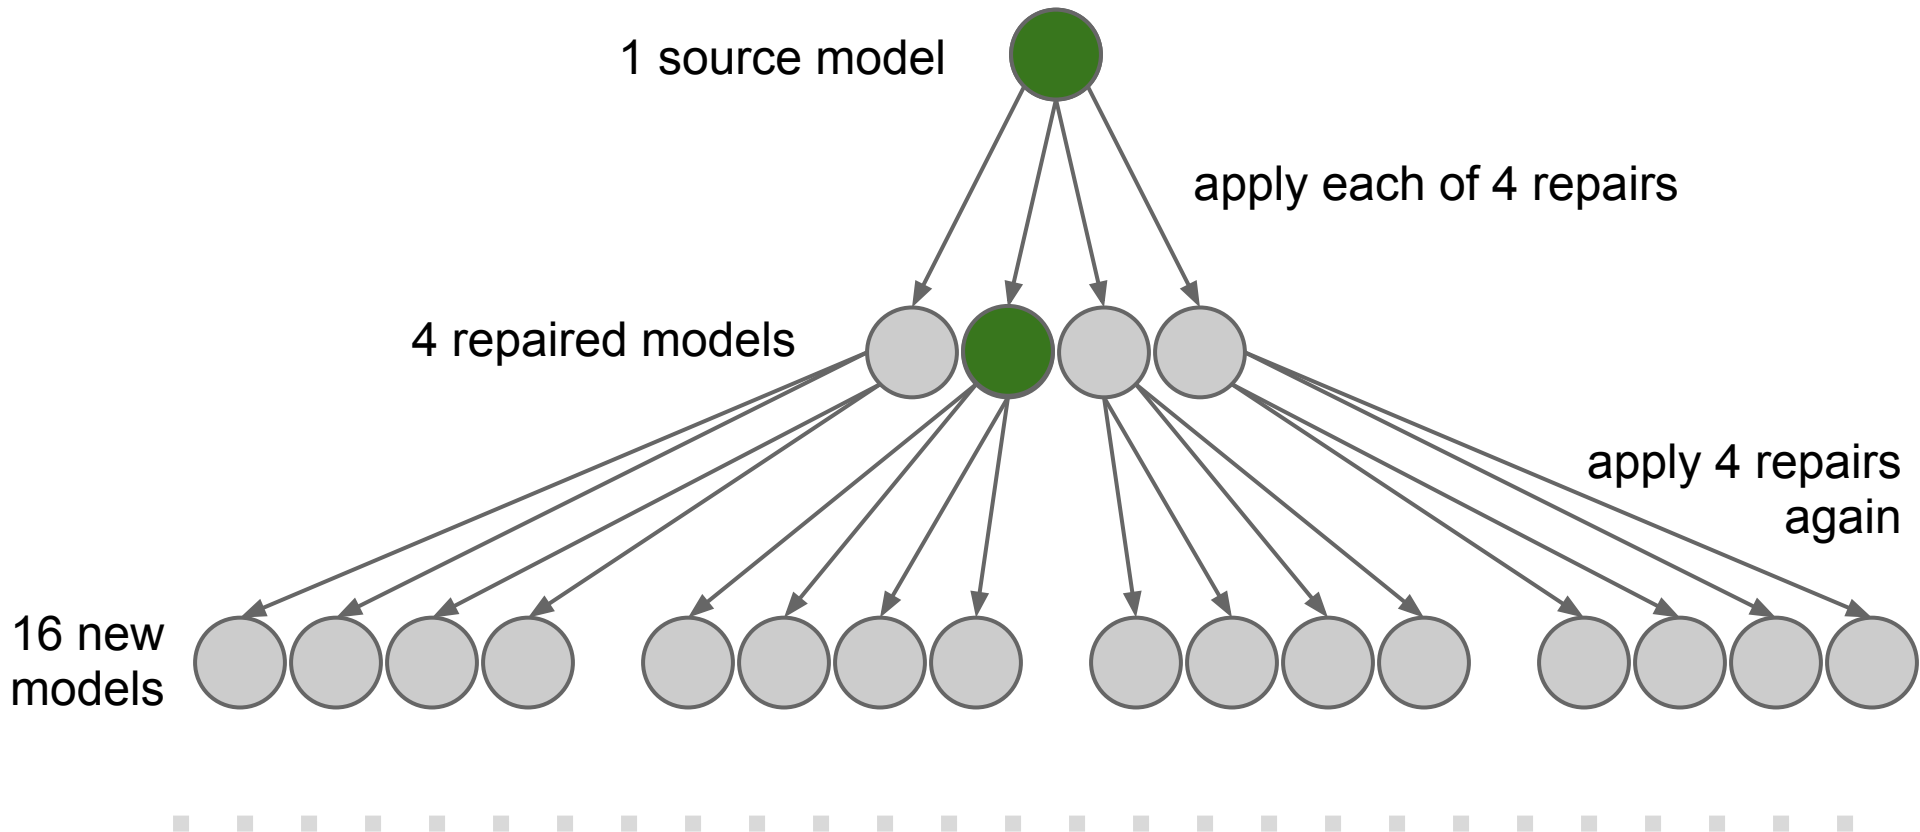 1 source model
apply each of 4 repairs
4 repaired models
apply 4 repairs
again
16 new
models